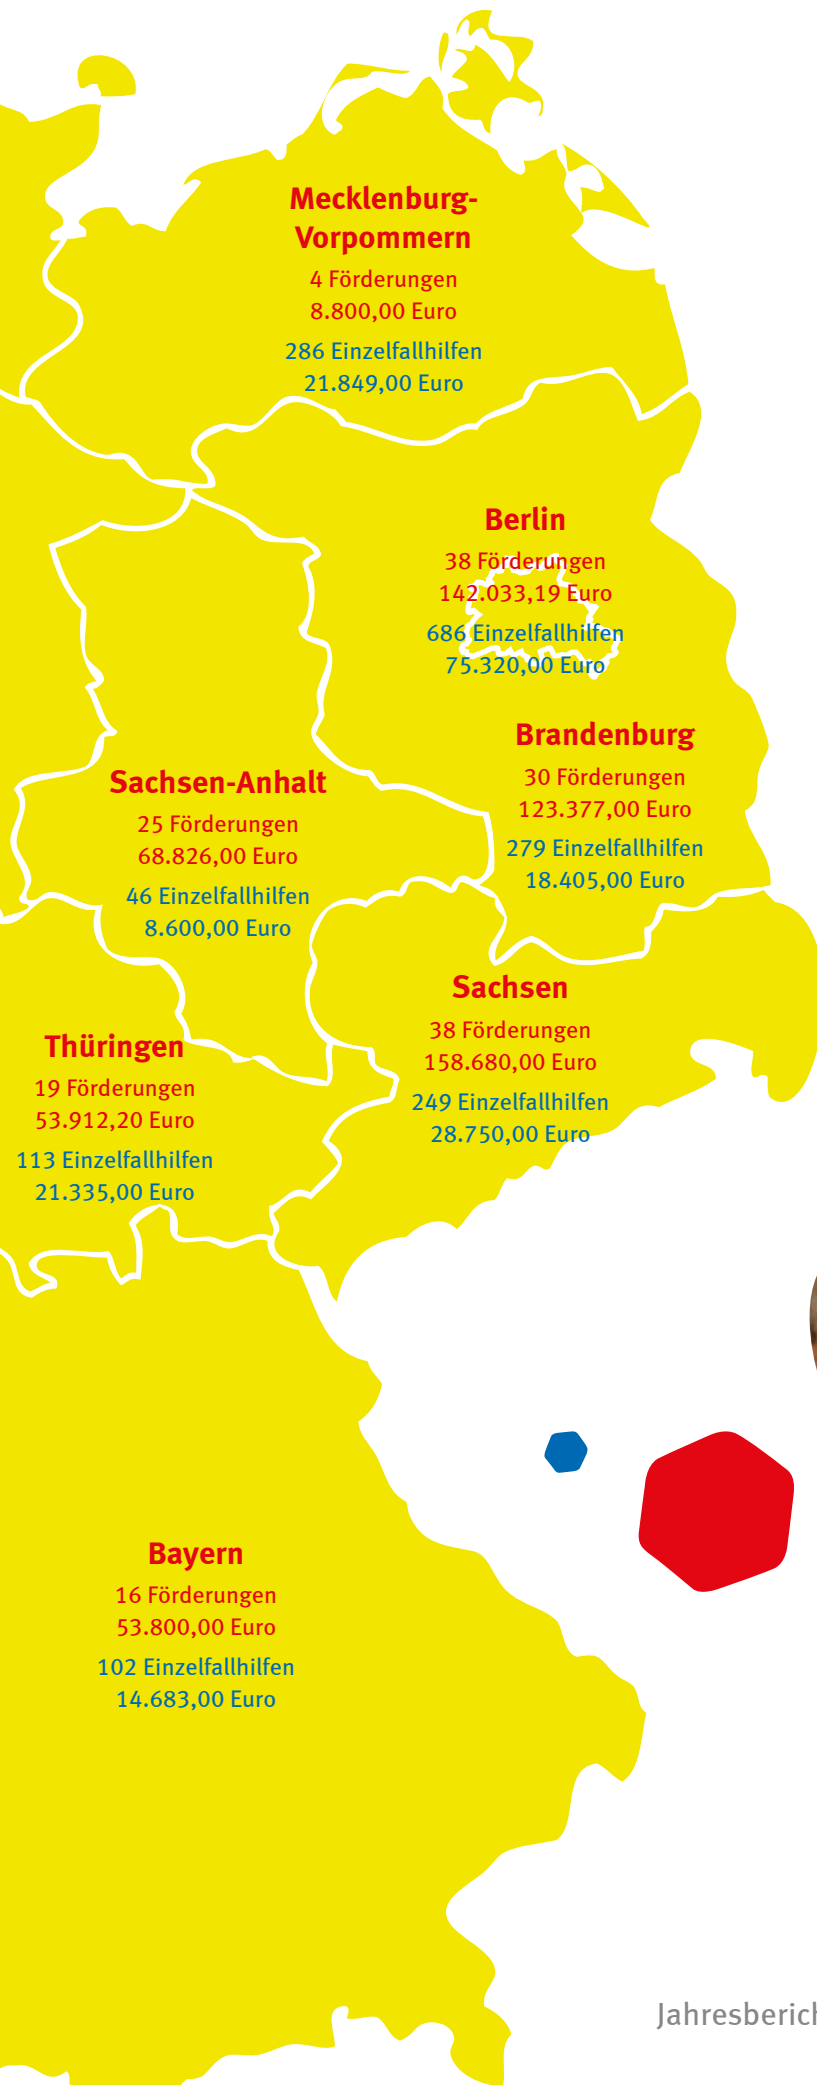 Mecklenburg-
Vorpommern
4 Förderungen
8.800,00 Euro
286 Einzelfallhilfen
21.849,00 Euro
Berlin
38 Förderungen
142.033,19 Euro
686 Einzelfallhilfen
75.320,00 Euro
Brandenburg
30 Förderungen
123.377,00 Euro
279 Einzelfallhilfen
18.405,00 Euro
Sachsen-Anhalt
25 Förderungen
68.826,00 Euro
46 Einzelfallhilfen
8.600,00 Euro
Sachsen
38 Förderungen
158.680,00 Euro
249 Einzelfallhilfen
28.750,00 Euro
Thüringen
19 Förderungen
53.912,20 Euro
113 Einzelfallhilfen
21.335,00 Euro
Bayern
16 Förderungen
53.800,00 Euro
102 Einzelfallhilfen
14.683,00 Euro